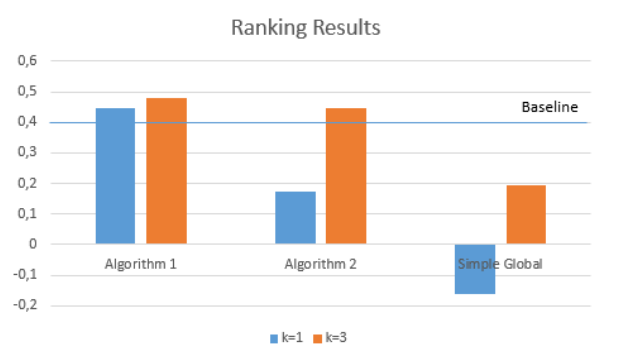 Ranking Results
0,6
0,5
Baseline
0,4
0,3
0,2
0,1
0
Algorithm 1 Algorithm 2 Simple Global
-0,1
-0,2
k=1 k=3